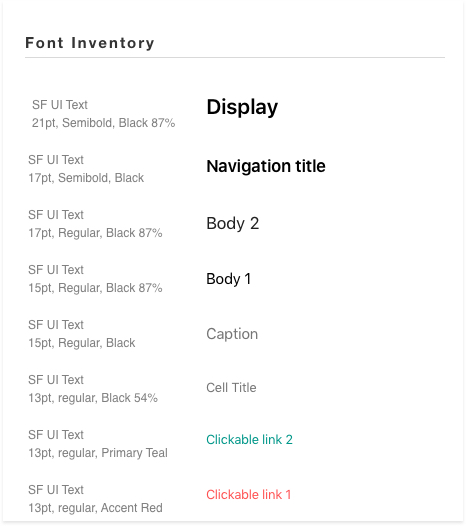 Font Inventory
SF UI Text
21pt, Semibold, Black 87%
Display
SF UI Text
17pt, Semibold, Black
Navigation title
SF UI Text
17pt, Regular, Black 87%
Body 2
SF UI Text
15pt, Regular, Black 87%
Body 1
SF UI Text
15pt, Regular, Black
Caption
SF UI Text
13pt, regular, Black 54%
Cell Title
SF UI Text
13pt, regular, Primary Teal
Clickable link 2
SF UI Text
13pt, regular, Accent Red
Clickable link 1